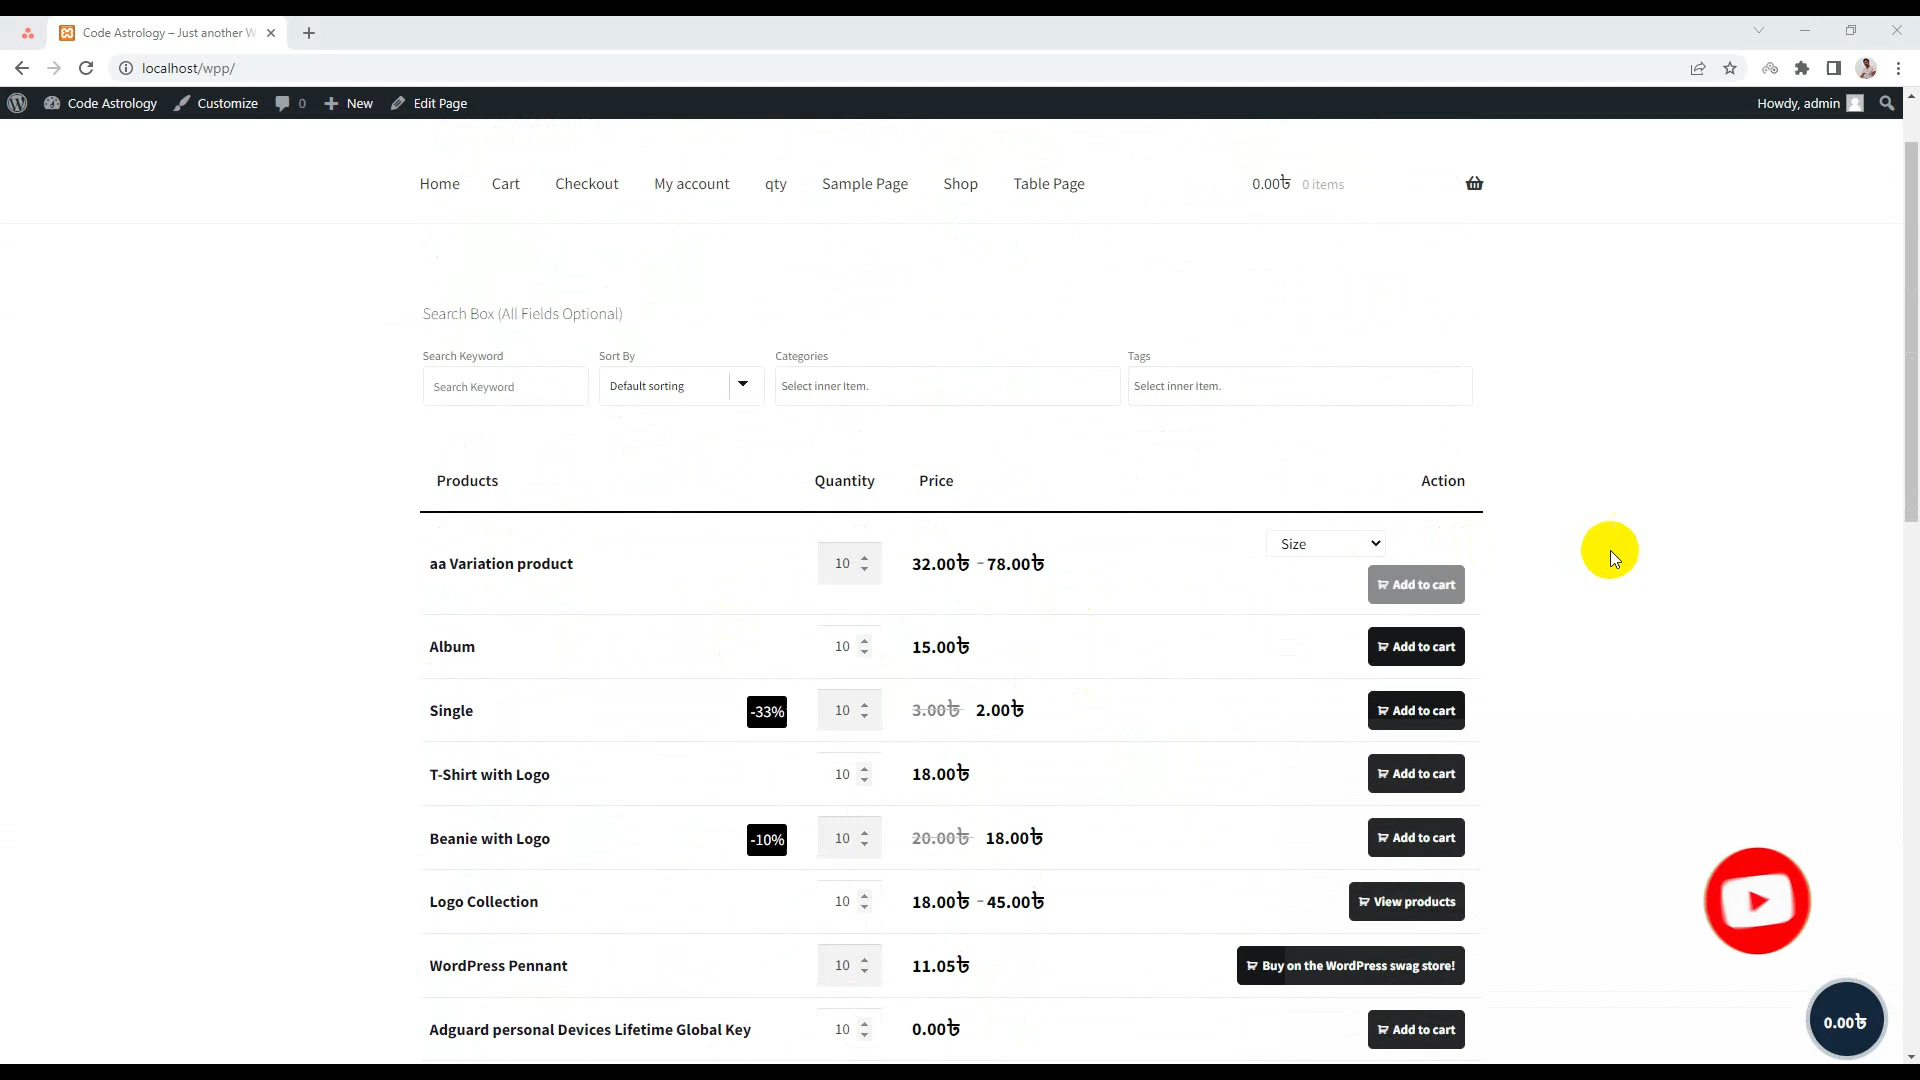 Code Astrology – Just another W
localhost/wpp/
Code Astrology Customize 0 New Edit Page Howdy, admin
Home Cart Checkout My account qty Sample Page Shop Table Page 0.00৳ 0 items
Search Box (All Fields Optional)
Search Keyword Sort By Categories Tags
Search Keyword Default sorting Select inner Item. Select inner Item.
Products Quantity Price Action
Size
aa Variation product 10 32.00৳ - 78.00৳
Add to cart
Album 10 15.00৳ Add to cart
Single -33% 10 3.00৳ 2.00৳ Add to cart
T-Shirt with Logo 10 18.00৳ Add to cart
Beanie with Logo -10% 10 20.00৳ 18.00৳ Add to cart
Logo Collection 10 18.00৳ - 45.00৳ View products
WordPress Pennant 10 11.05৳ Buy on the WordPress swag store!
Adguard personal Devices Lifetime Global Key 10 0.00৳ Add to cart
0.00৳